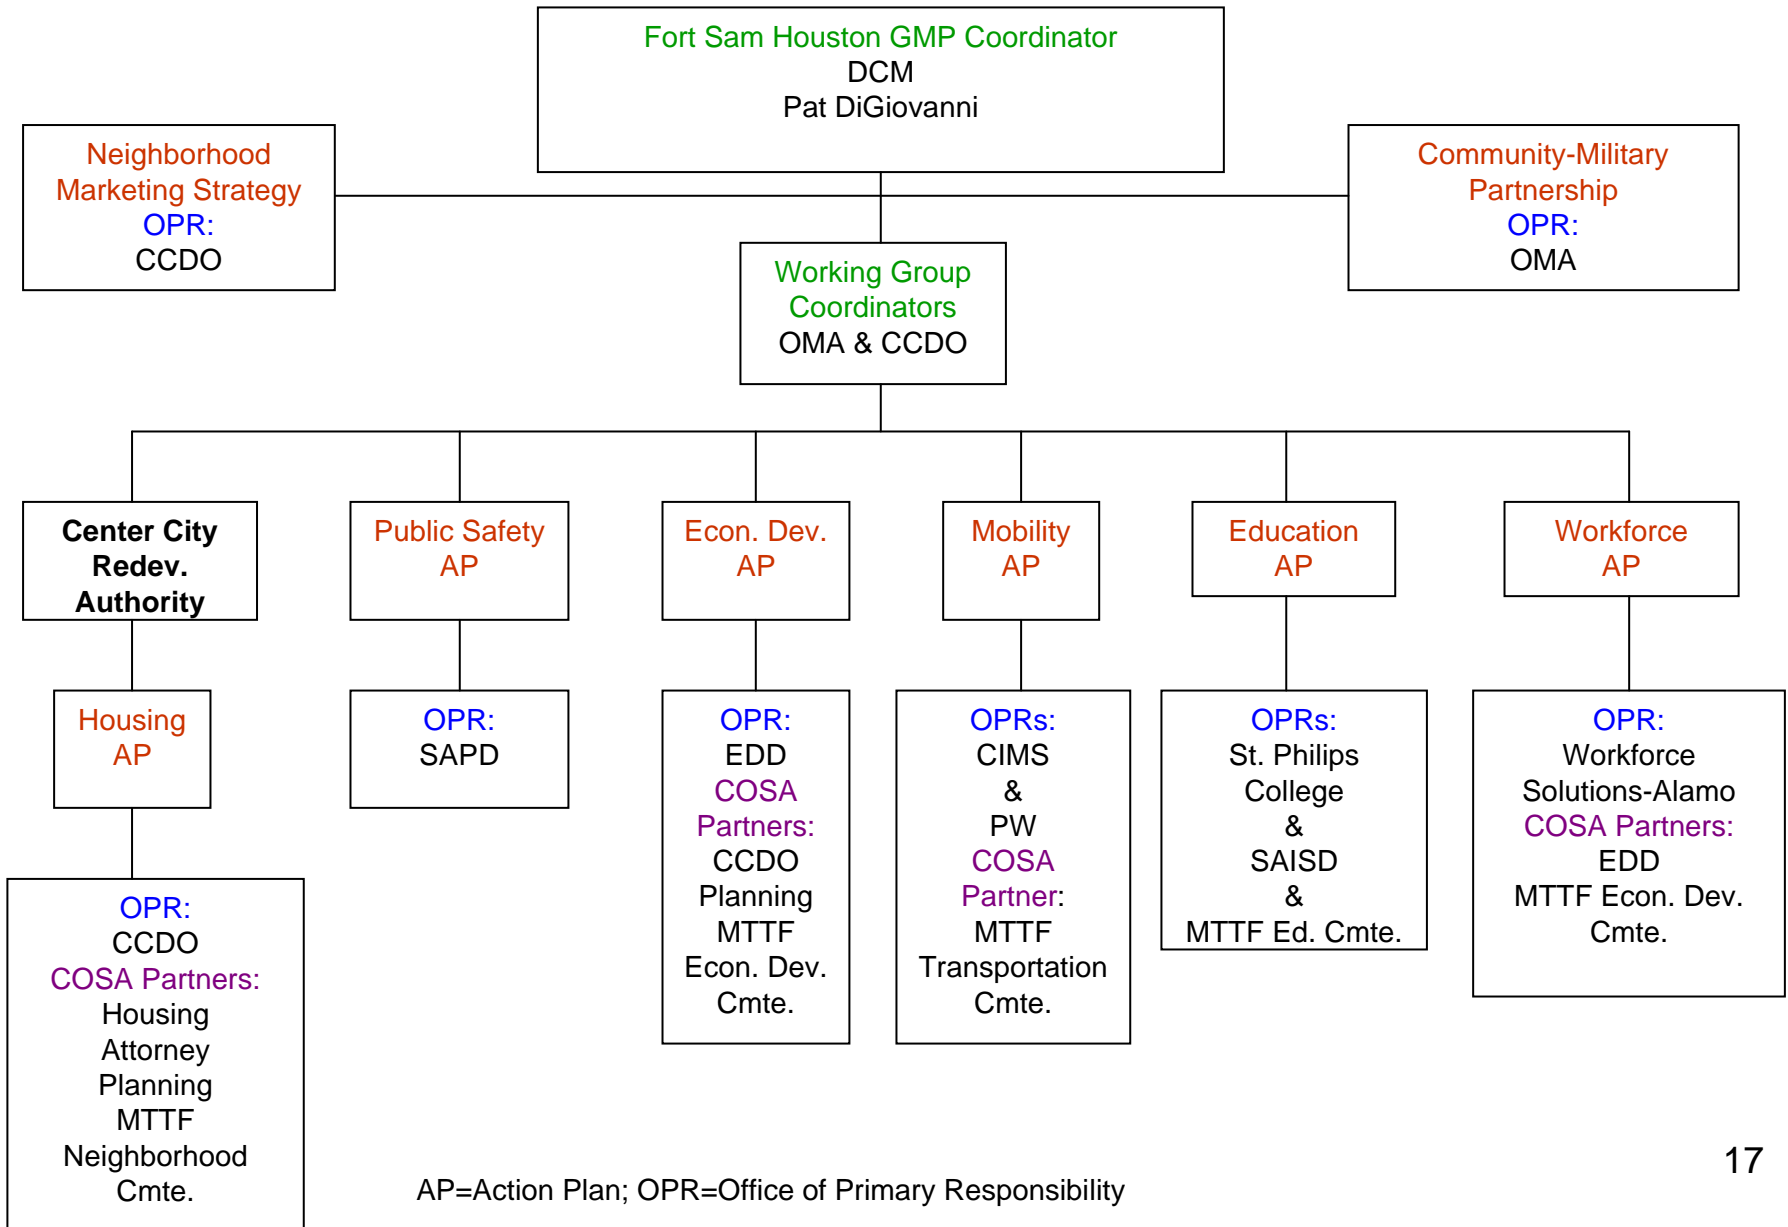 Fort Sam Houston GMP Coordinator
DCM
Pat DiGiovanni
Neighborhood
Marketing Strategy
OPR:
CCDO
Community-Military
Partnership
OPR:
OMA
Working Group
Coordinators
OMA & CCDO
Center City
Redev.
Authority
Public Safety
AP
Econ. Dev.
AP
Mobility
AP
Education
AP
Workforce
AP
Housing
AP
OPR:
SAPD
OPR:
EDD
COSA
Partners:
CCDO
Planning
MTTF
Econ. Dev.
Cmte.
OPRs:
CIMS
&
PW
COSA
Partner:
MTTF
Transportation
Cmte.
OPRs:
St. Philips
College
&
SAISD
&
MTTF Ed. Cmte.
OPR:
Workforce
Solutions-Alamo
COSA Partners:
EDD
MTTF Econ. Dev.
Cmte.
OPR:
CCDO
COSA Partners:
Housing
Attorney
Planning
MTTF
Neighborhood
Cmte.
AP=Action Plan; OPR=Office of Primary Responsibility
17